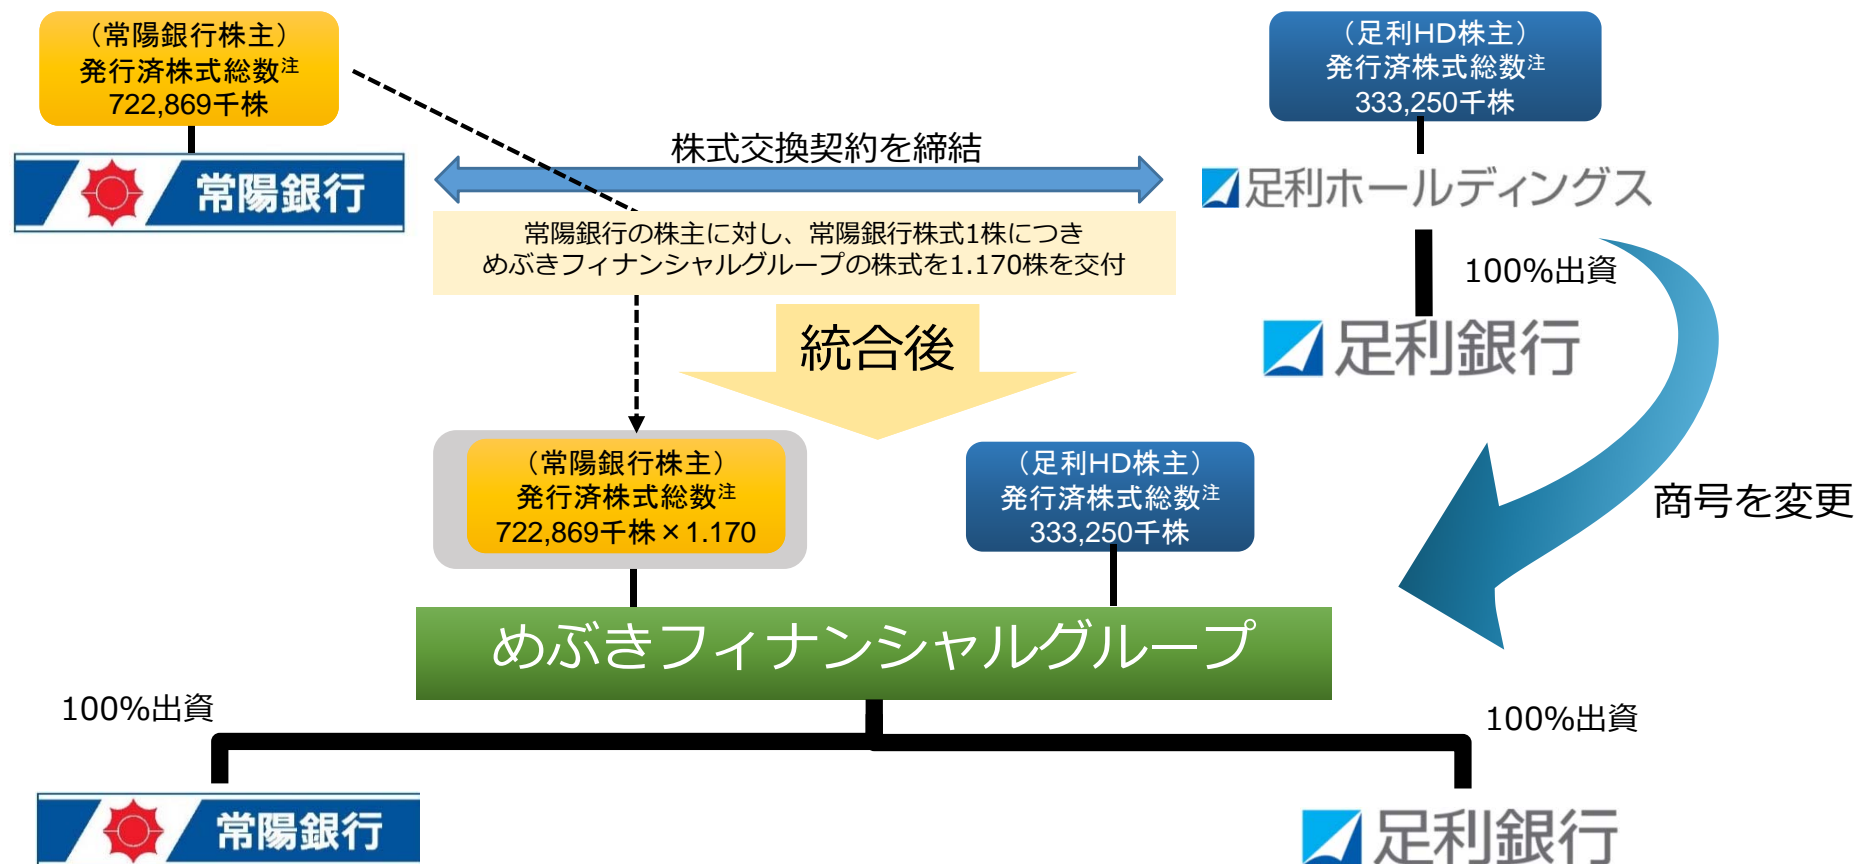 （常陽銀行株主）
発行済株式総数注
722,869千株
常陽銀行
（足利HD株主）
発行済株式総数注
333,250千株
株式交換契約を締結
足利ホールディングス
常陽銀行の株主に対し、常陽銀行株式1株につき
めぶきフィナンシャルグループの株式を1.170株を交付
100%出資
足利銀行
統合後
（常陽銀行株主）
発行済株式総数注
722,869千株×1.170
（足利HD株主）
発行済株式総数注
333,250千株
商号を変更
めぶきフィナンシャルグループ
100%出資
100%出資
常陽銀行
足利銀行